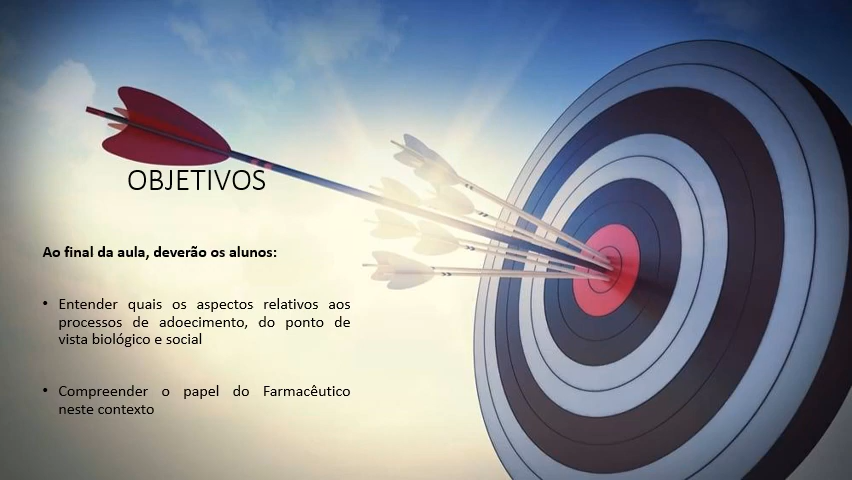 OBJETIVOS
Ao final da aula, deverão os alunos:
• Entender quais os aspectos relativos aos
processos de adoecimento, do ponto de
vista biológico e social
• Compreender o papel do Farmacêutico
neste contexto